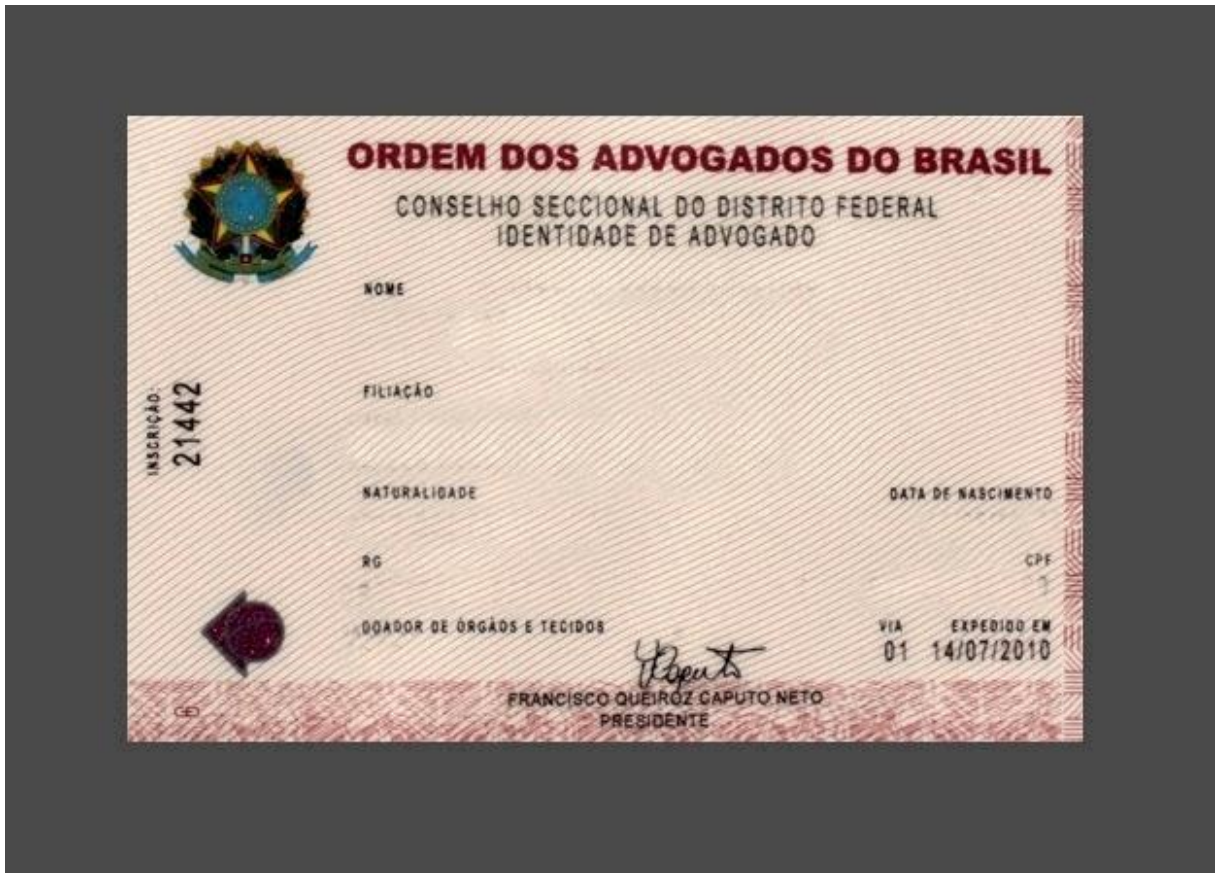 ORDEM DOS ADVOGADOS DO BRASIL
CONSELHO SECCIONAL DO DISTRITO FEDERAL
IDENTIDADE DE ADVOGADO
NOME
FILIAÇÃO
INSCRIÇÃO:
21442
NATURALIDADE
DATA DE NASCIMENTO
RG
CPF
DOADOR DE ÓRGÃOS E TECIDOS
VIA
EXPEDIDO EM
01
14/07/2010
FRANCISCO QUEIROZ CAPUTO NETO
PRESIDENTE